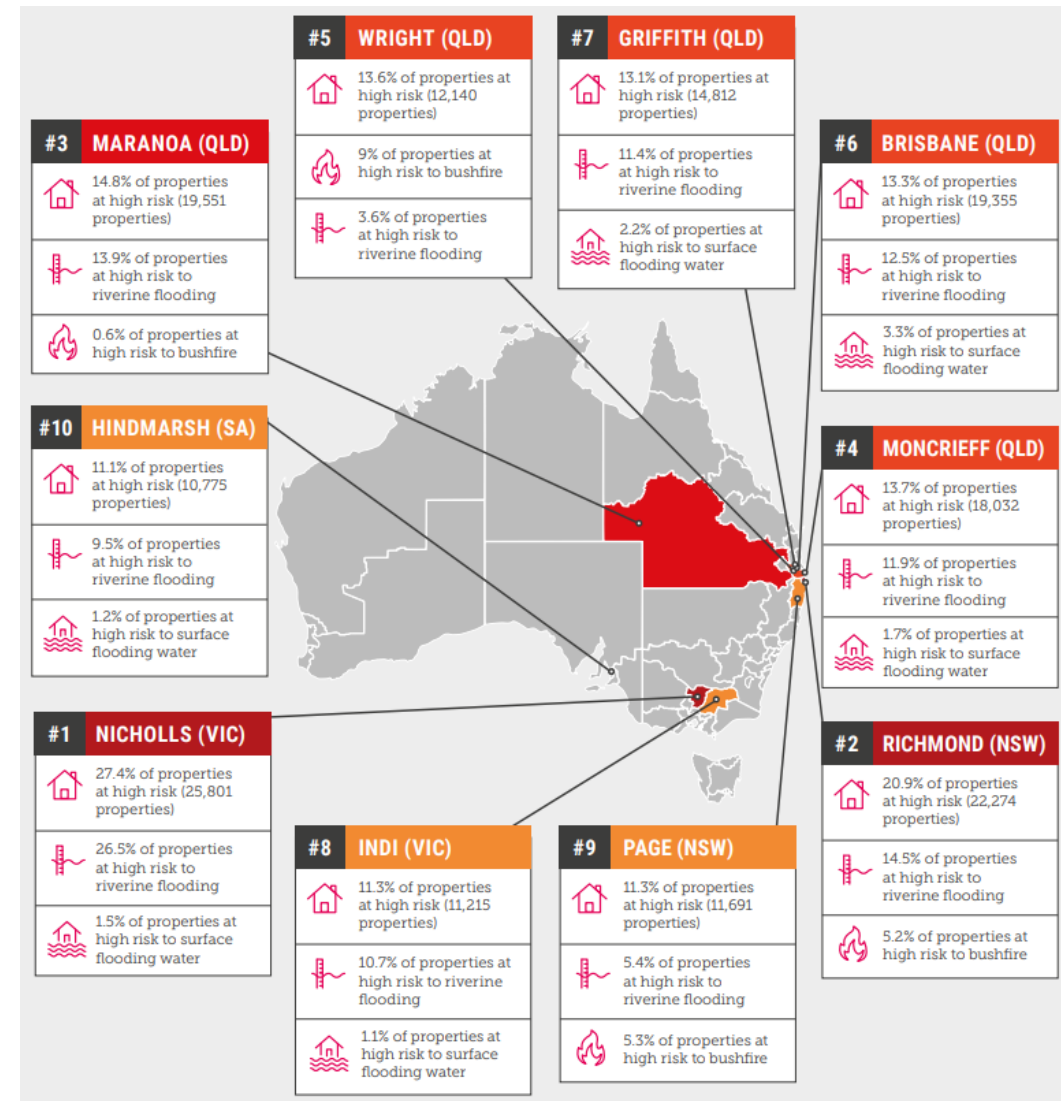 #5 WRIGHT (QLD)
13.6% of properties at
high risk (12,140
properties)
9% of properties at
high risk to bushfire
3.6% of properties
at high risk to
riverine flooding
#7 GRIFFITH (QLD)
13.1% of properties at
high risk (14,812
properties)
11.4% of properties
at high risk to
riverine flooding
2.2% of properties at
high risk to surface
flooding water
#3 MARANOA (QLD)
14.8% of properties
at high risk (19,551
properties)
13.9% of properties
at high risk to
riverine flooding
0.6% of properties at
high risk to bushfire
#6 BRISBANE (QLD)
13.3% of properties
at high risk (19,355
properties)
12.5% of properties
at high risk to
riverine flooding
3.3% of properties at
high risk to surface
flooding water
#10 HINDMARSH (SA)
11.1% of properties
at high risk (10,775
properties)
9.5% of properties
at high risk to
riverine flooding
1.2% of properties at
high risk to surface
flooding water
#4 MONCRIEFF (QLD)
13.7% of properties
at high risk (18,032
properties)
11.9% of properties
at high risk to
riverine flooding
1.7% of properties at
high risk to surface
flooding water
#1 NICHOLLS (VIC)
27.4% of properties
at high risk (25,801
properties)
26.5% of properties
at high risk to
riverine flooding
1.5% of properties at
high risk to surface
flooding water
#2 RICHMOND (NSW)
20.9% of properties
at high risk (22,274
properties)
14.5% of properties
at high risk to
riverine flooding
5.2% of properties at
high risk to bushfire
#8 INDI (VIC)
11.3% of properties
at high risk (11,215
properties)
10.7% of properties at
high risk to riverine
flooding
1.1% of properties at
high risk to surface
flooding water
#9 PAGE (NSW)
11.3% of properties
at high risk (11,691
properties)
5.4% of properties
at high risk to
riverine flooding
5.3% of properties at
high risk to bushfire